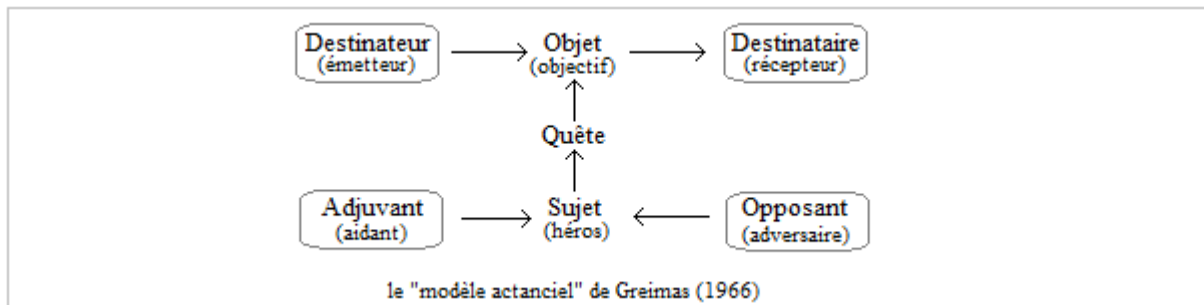 Destinateur Objet Destinataire
(émetteur) (objectif) (récepteur)
Quête
Adjuvant Sujet Opposant
(aidant) (héros) (adversaire)
le "modèle actanciel" de Greimas (1966)